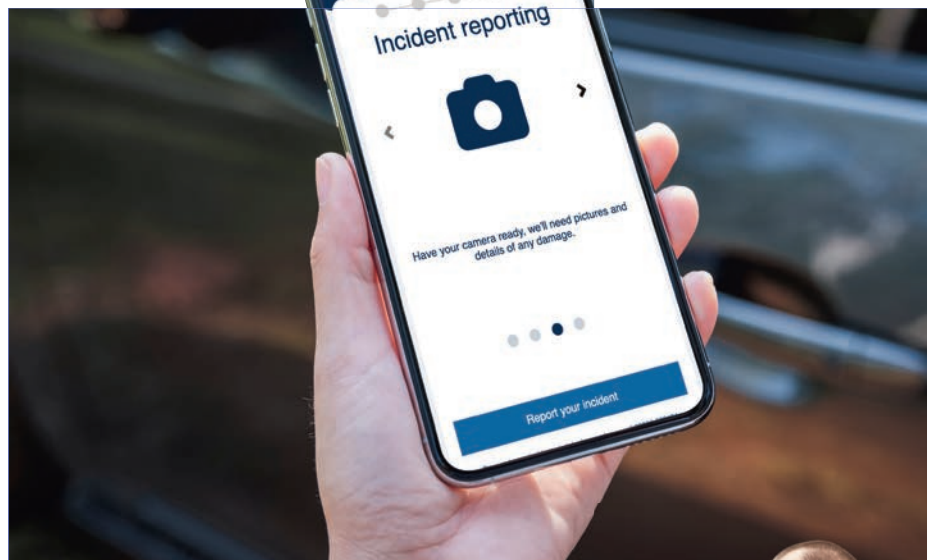 Incident reporting
Have your camera ready, we'll need pictures and
details of any damage.
Report your incident